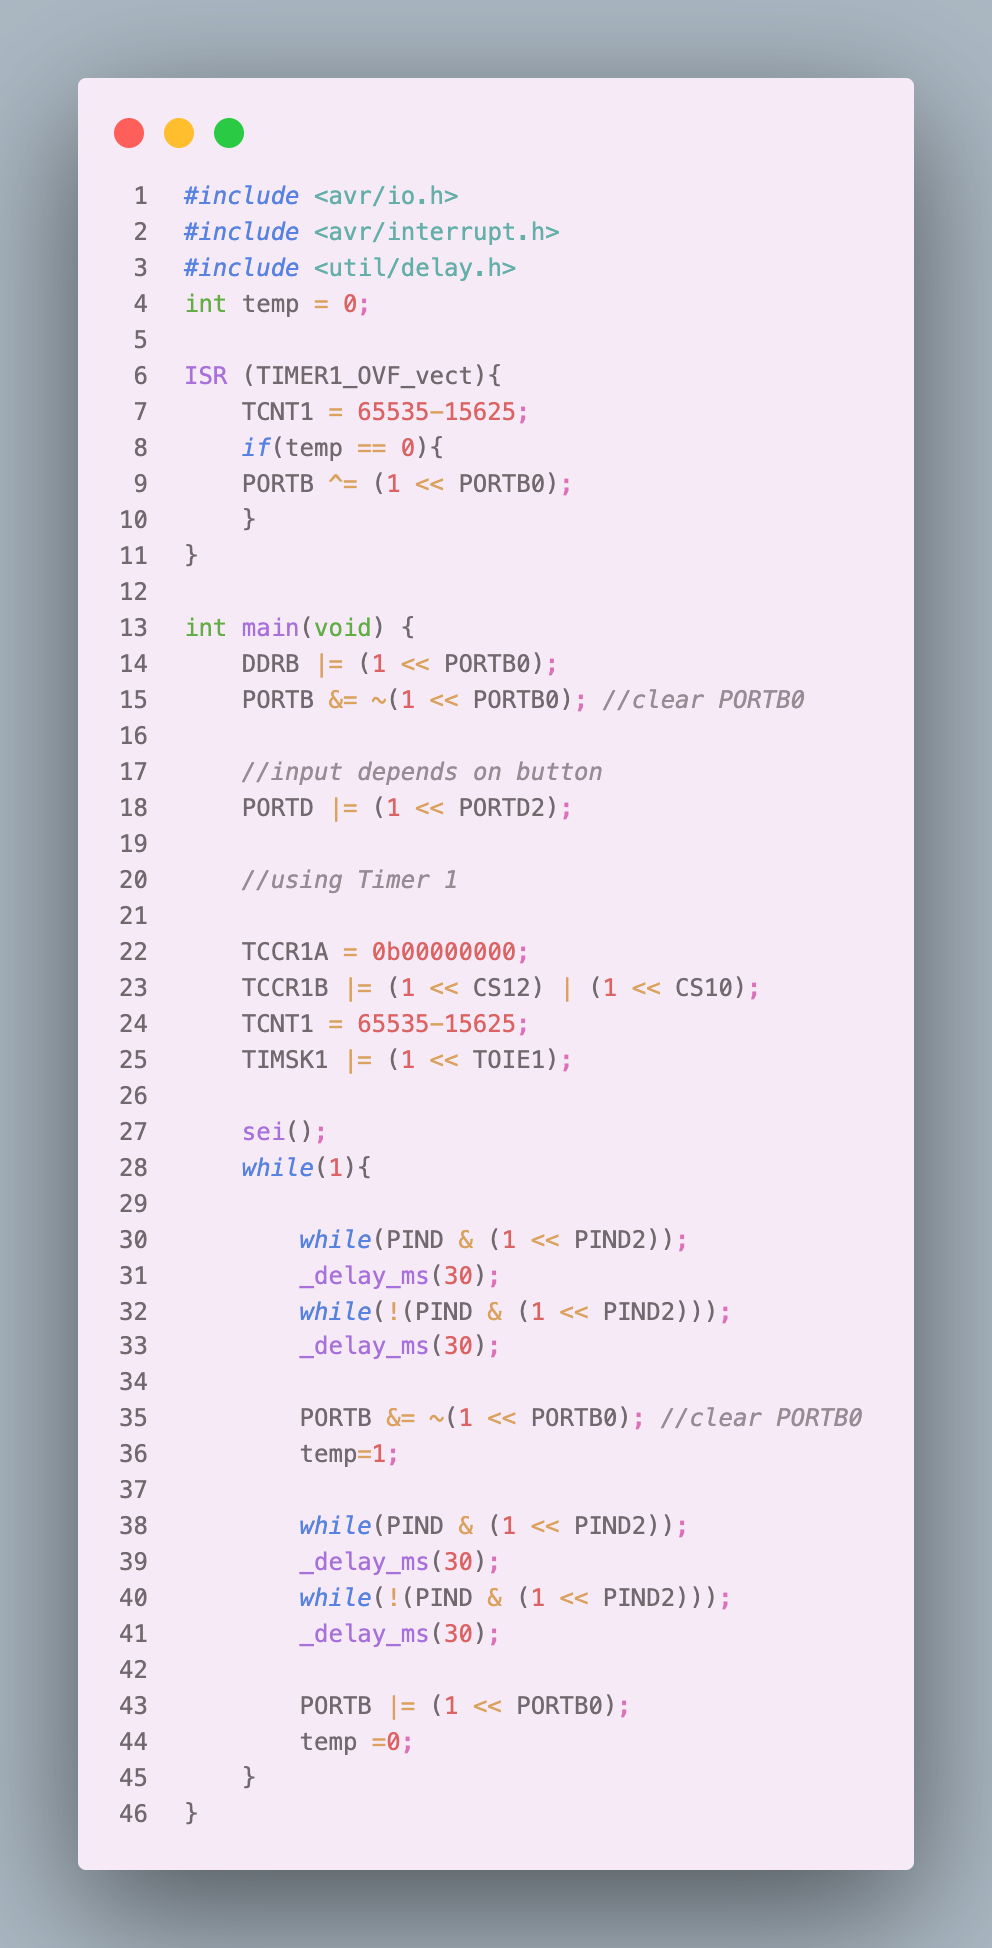 1 #include <avr/io.h>
2 #include <avr/interrupt.h>
3 #include <util/delay.h>
4 int temp = 0;
5
6 ISR (TIMER1_OVF_vect){
7     TCNT1 = 65535-15625;
8     if(temp == 0){
9     PORTB ^= (1 << PORTB0);
10     }
11 }
12
13 int main(void) {
14     DDRB |= (1 << PORTB0);
15     PORTB &= ~(1 << PORTB0); //clear PORTB0
16
17     //input depends on button
18     PORTD |= (1 << PORTD2);
19
20     //using Timer 1
21
22     TCCR1A = 0b00000000;
23     TCCR1B |= (1 << CS12) | (1 << CS10);
24     TCNT1 = 65535-15625;
25     TIMSK1 |= (1 << TOIE1);
26
27     sei();
28     while(1){
29
30         while(PIND & (1 << PIND2));
31         _delay_ms(30);
32         while(!(PIND & (1 << PIND2)));
33         _delay_ms(30);
34
35         PORTB &= ~(1 << PORTB0); //clear PORTB0
36         temp=1;
37
38         while(PIND & (1 << PIND2));
39         _delay_ms(30);
40         while(!(PIND & (1 << PIND2)));
41         _delay_ms(30);
42
43         PORTB |= (1 << PORTB0);
44         temp =0;
45     }
46 }